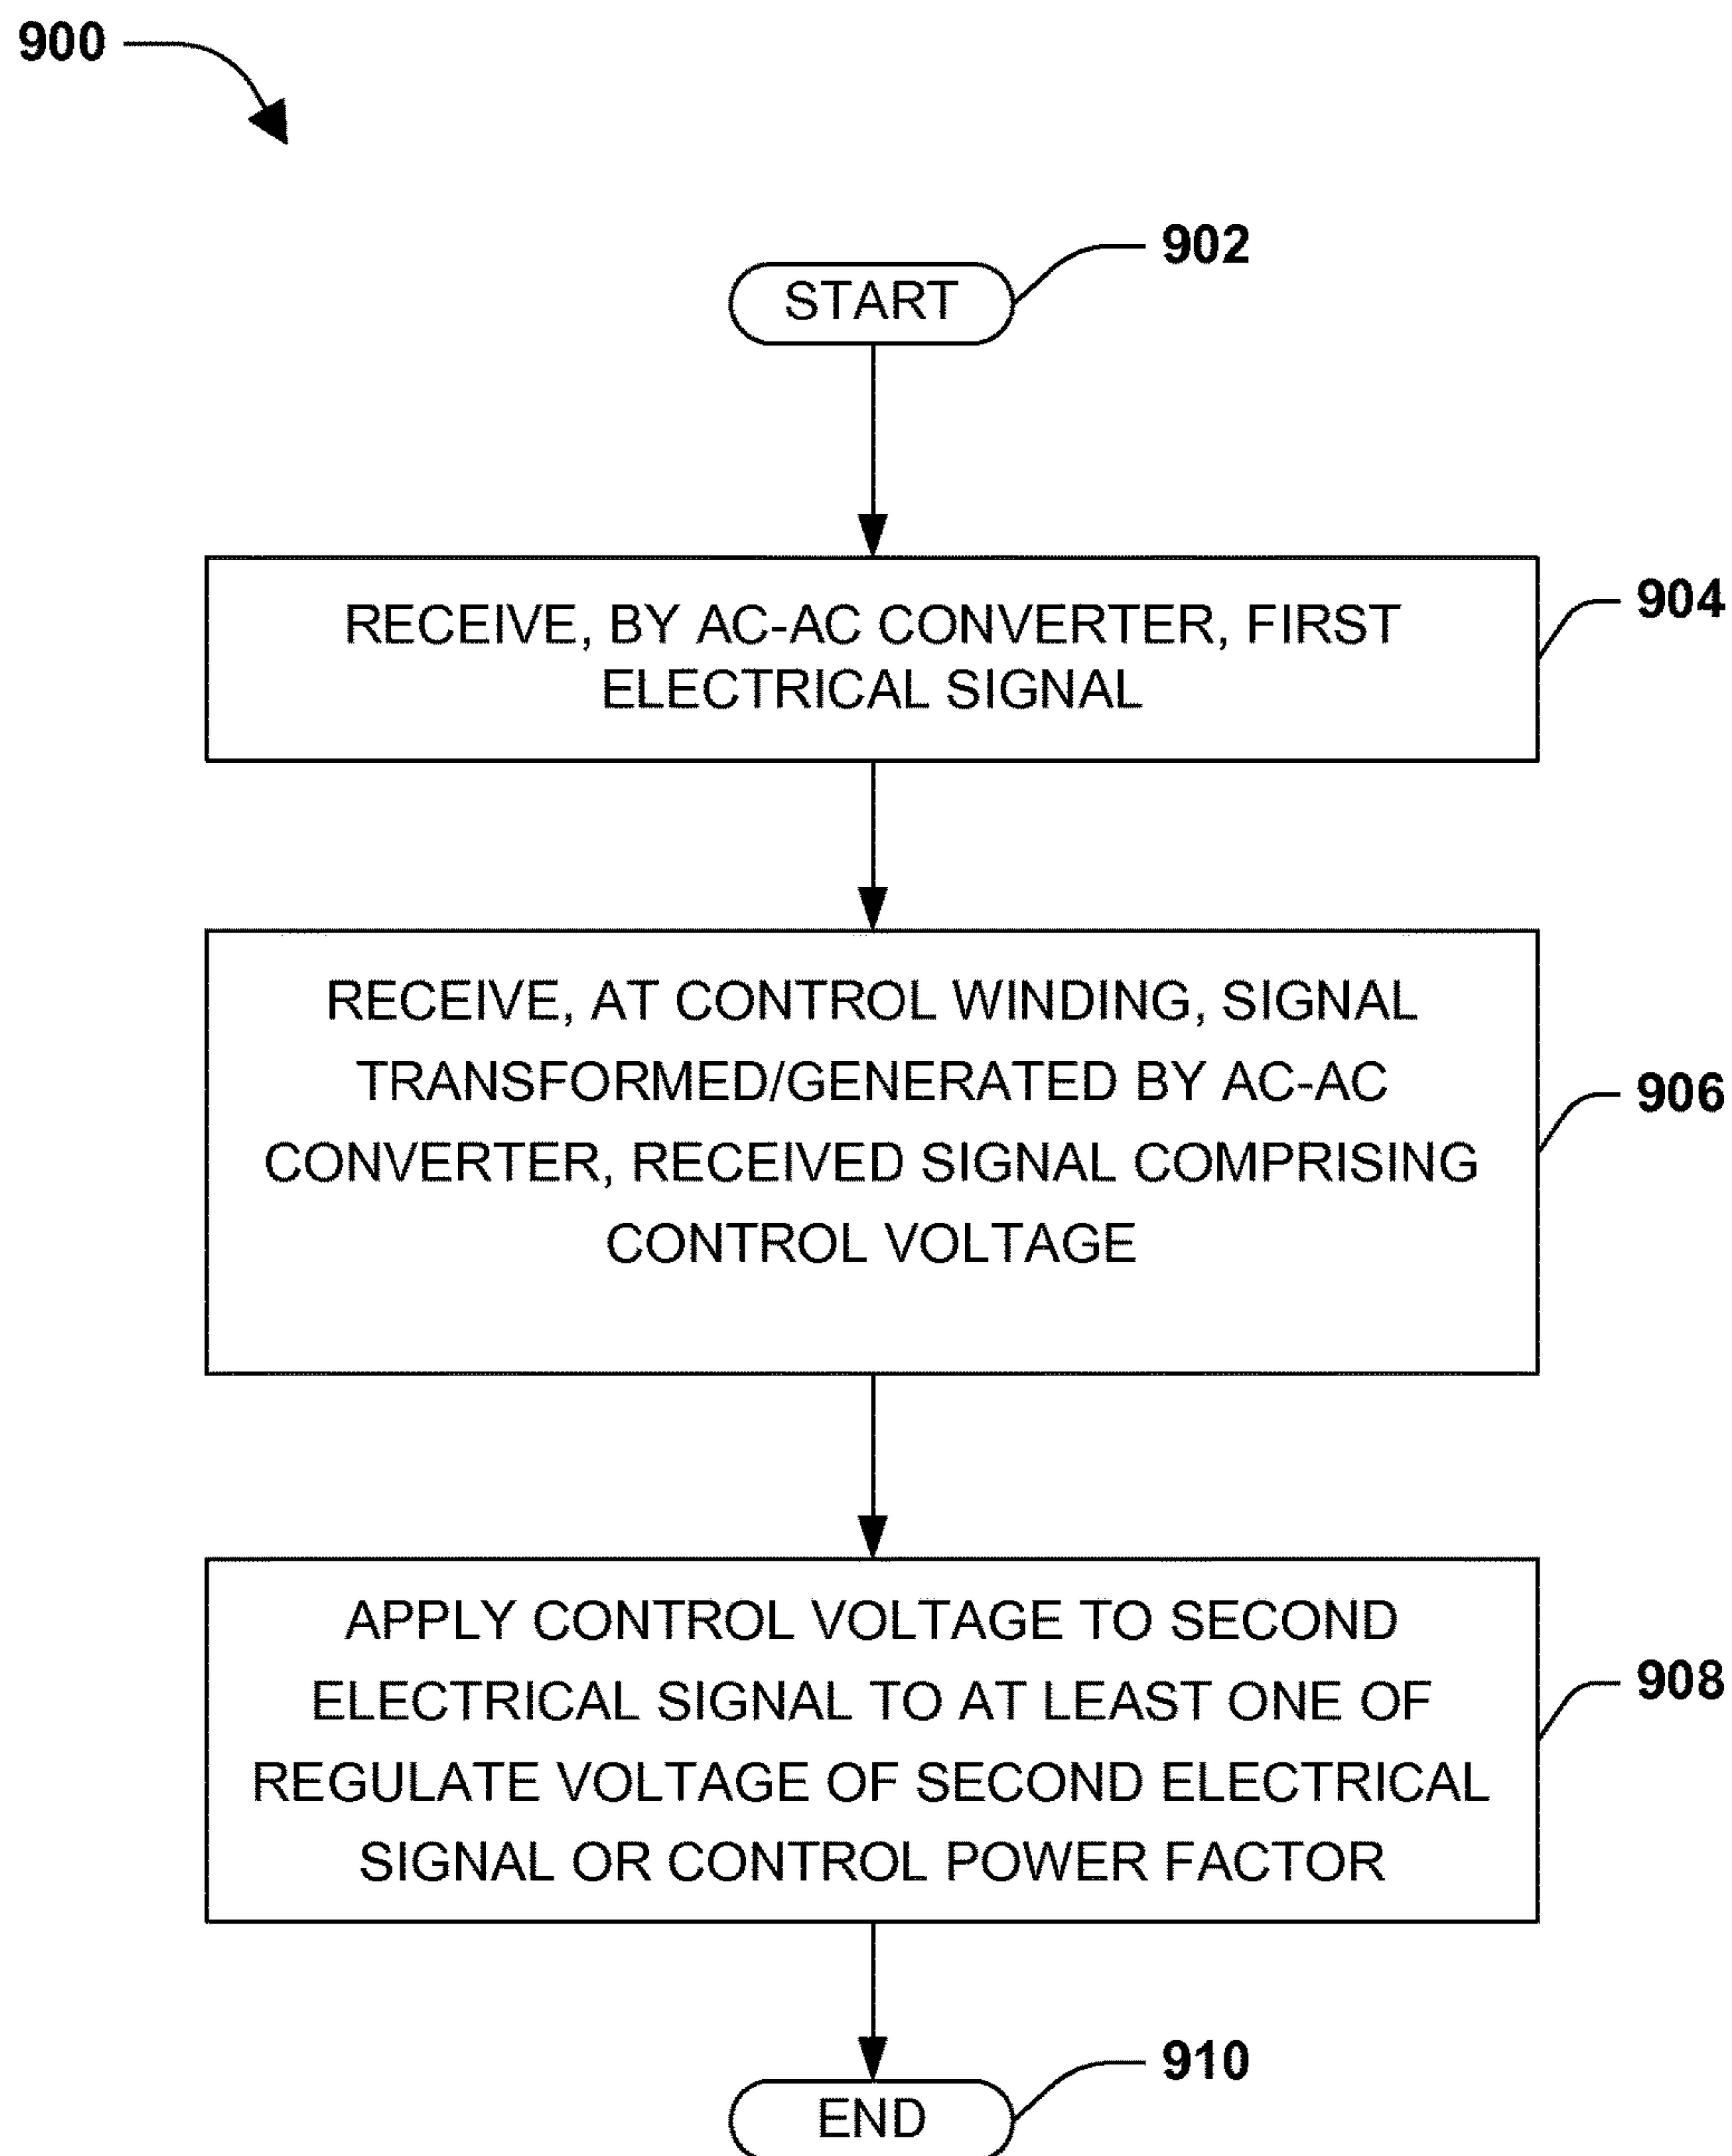 900
902
START
904
RECEIVE, BY AC-AC CONVERTER, FIRST
ELECTRICAL SIGNAL
RECEIVE, AT CONTROL WINDING, SIGNAL
TRANSFORMED/GENERATED BY AC-AC
906
CONVERTER, RECEIVED SIGNAL COMPRISING
CONTROL VOLTAGE
APPLY CONTROL VOLTAGE TO SECOND
908
ELECTRICAL SIGNAL TO AT LEAST ONE OF
REGULATE VOLTAGE OF SECOND ELECTRICAL
SIGNAL OR CONTROL POWER FACTOR
910
END